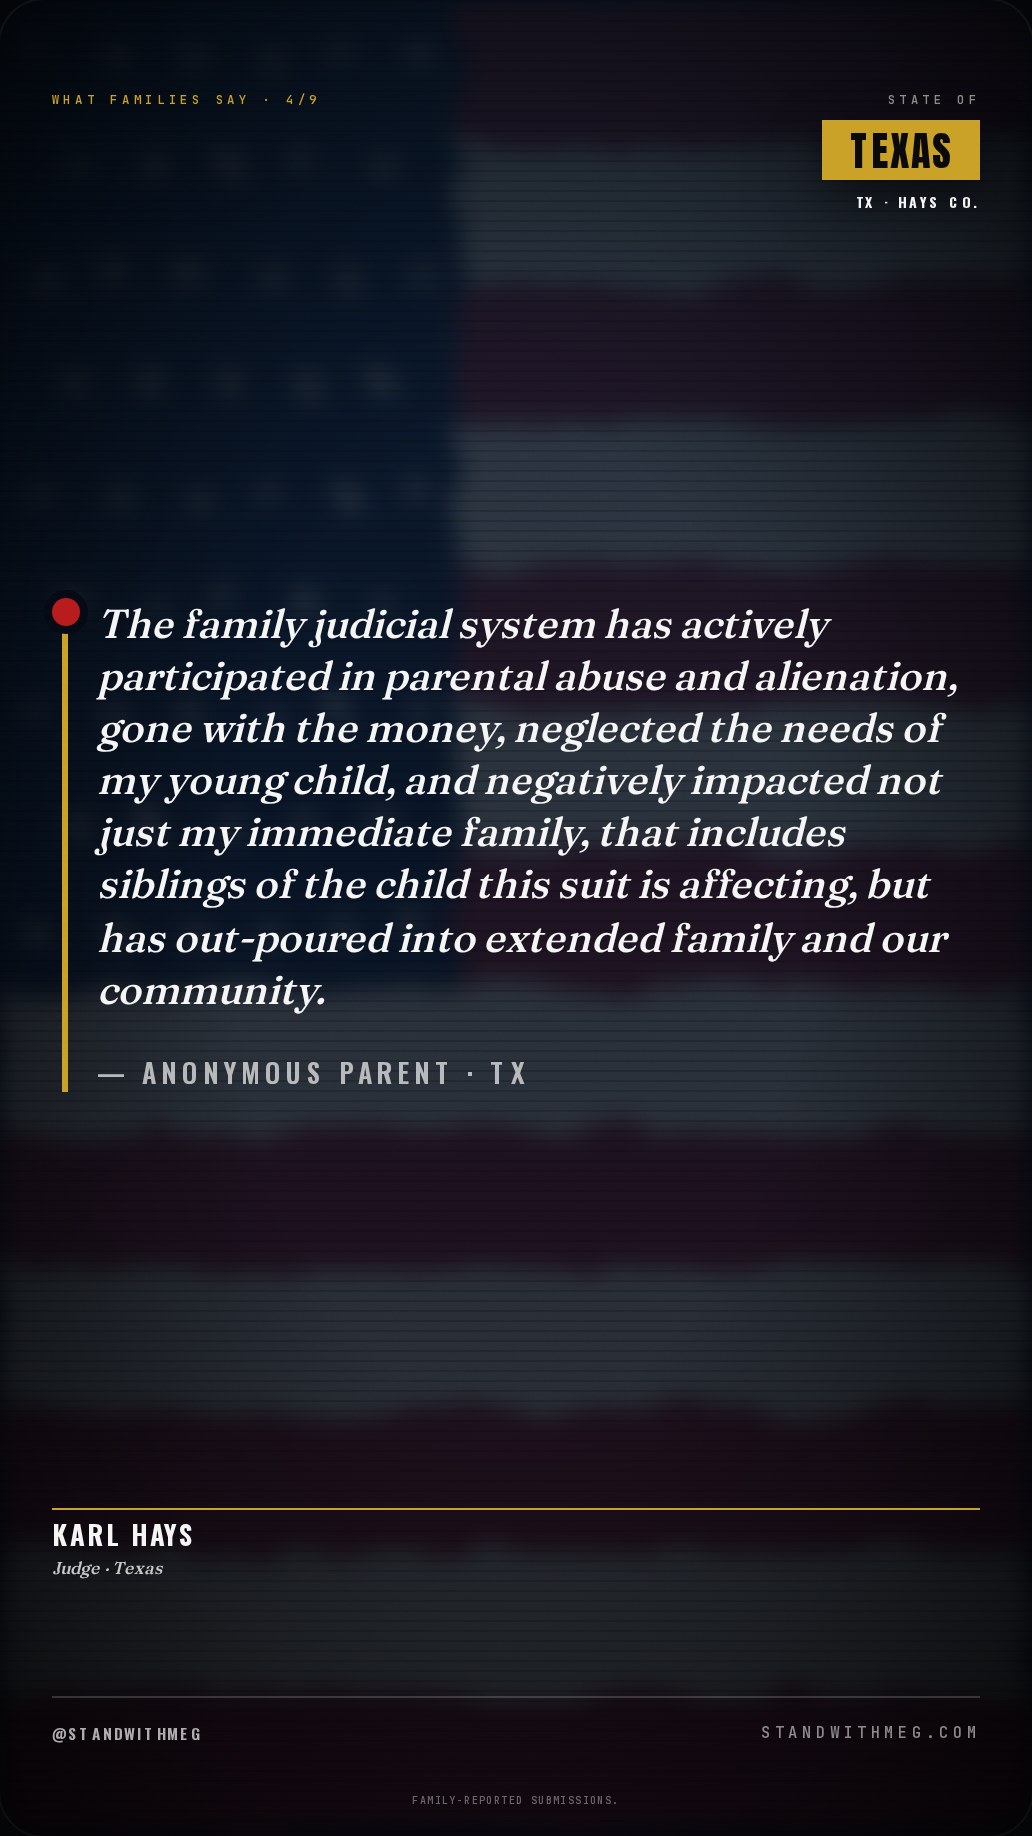 WHAT FAMILIES SAY · 4/9
STATE OF
TEXAS
TX · HAYS CO.
The family judicial system has actively
participated in parental abuse and alienation,
gone with the money, neglected the needs of
my young child, and negatively impacted not
just my immediate family, that includes
siblings of the child this suit is affecting, but
has out-poured into extended family and our
community.
— ANONYMOUS PARENT · TX
KARL HAYS
Judge · Texas
@STANDWITHMEG
STANDWITHMEG.COM
FAMILY-REPORTED SUBMISSIONS.